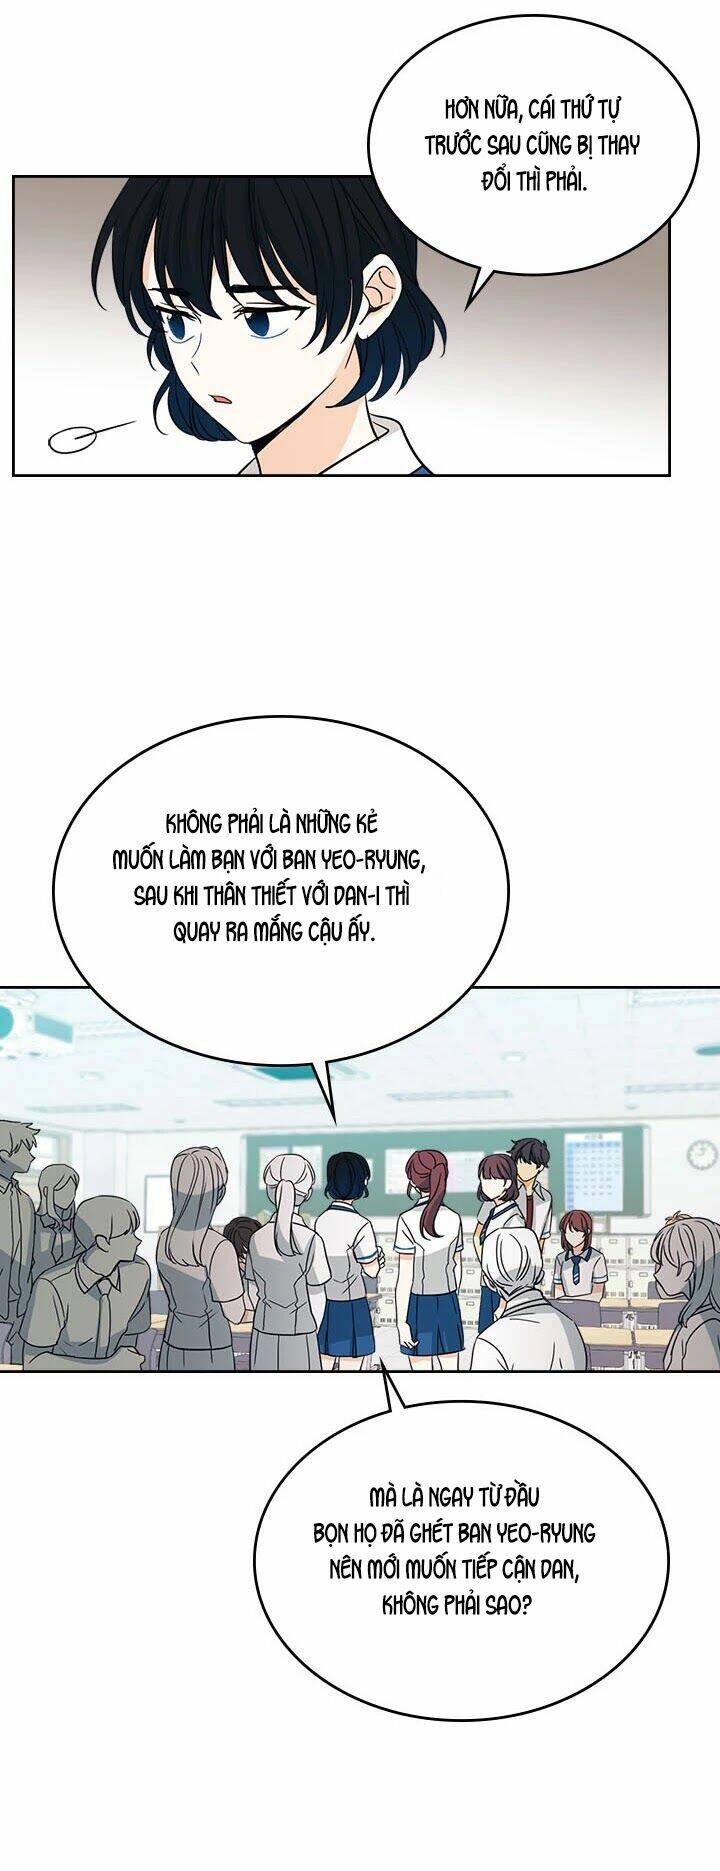 HƠN NỮA, CÁI THỨ TỰ
TRƯỚC SAU CŨNG BỊ THAY
ĐỔI THÌ PHẢI.
KHÔNG PHẢI LÀ NHỮNG KẺ
MUỐN LÀM BẠN VỚI BAN YEO-RYUNG,
SAU KHI THÂN THIẾT VỚI DAN-I THÌ
QUAY RA MẮNG CẬU ẤY.
MÀ LÀ NGAY TỪ ĐẦU
BỌN HỌ ĐÃ GHÉT BAN YEO-RYUNG
NÊN MỚI MUỐN TIẾP CẬN DAN,
KHÔNG PHẢI SAO?